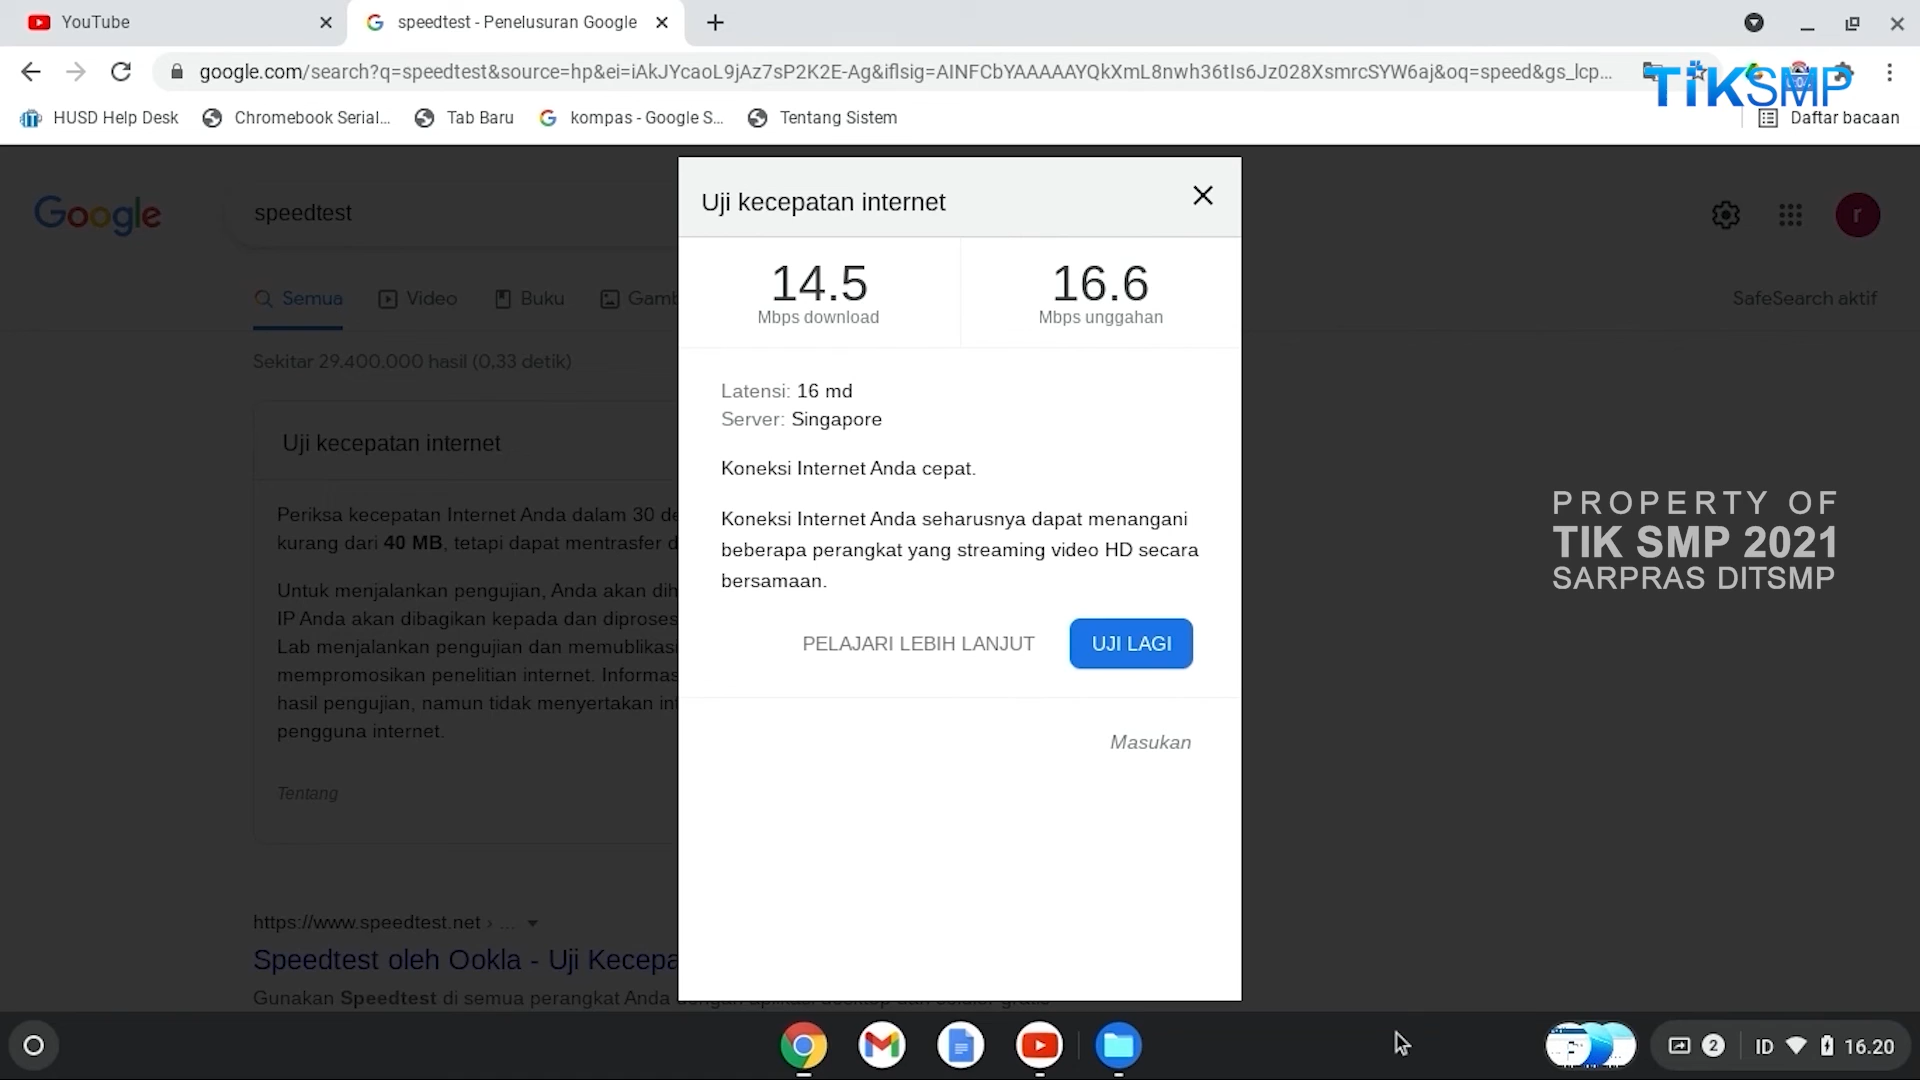 YouTube
speedtest - Penelusuran Google
google.com/search?q=speedtest&source=hp&ei=iAkJYcaoL9jAz7sP2K2E-Ag&iflsig=AINFCbYAAAAAYQkXmL8nwh36tIs6Jz028XsmrcSYW6aj&oq=speed&gs_lcp...
TIKSMP
HUSD Help Desk
Chromebook Serial...
Tab Baru
kompas - Google S...
Tentang Sistem
Daftar bacaan
Google
speedtest
r
Semua
Video
Buku
Gamb
SafeSearch aktif
Sekitar 29.400.000 hasil (0,33 detik)
Uji kecepatan internet
Periksa kecepatan Internet Anda dalam 30 de
kurang dari 40 MB, tetapi dapat mentrasfer d
Untuk menjalankan pengujian, Anda akan dih
IP Anda akan dibagikan kepada dan diproses
Lab menjalankan pengujian dan memublikasi
mempromosikan penelitian internet. Informas
hasil pengujian, namun tidak menyertakan int
pengguna internet.
Tentang
https://www.speedtest.net › ...
Speedtest oleh Ookla - Uji Kecepa
Gunakan Speedtest di semua perangkat Anda
Uji kecepatan internet
14.5
Mbps download
16.6
Mbps unggahan
Latensi: 16 md
Server: Singapore
Koneksi Internet Anda cepat.
Koneksi Internet Anda seharusnya dapat menangani
beberapa perangkat yang streaming video HD secara
bersamaan.
PELAJARI LEBIH LANJUT
UJI LAGI
Masukan
PROPERTY OF
TIK SMP 2021
SARPRAS DITSMP
2
ID
16.20